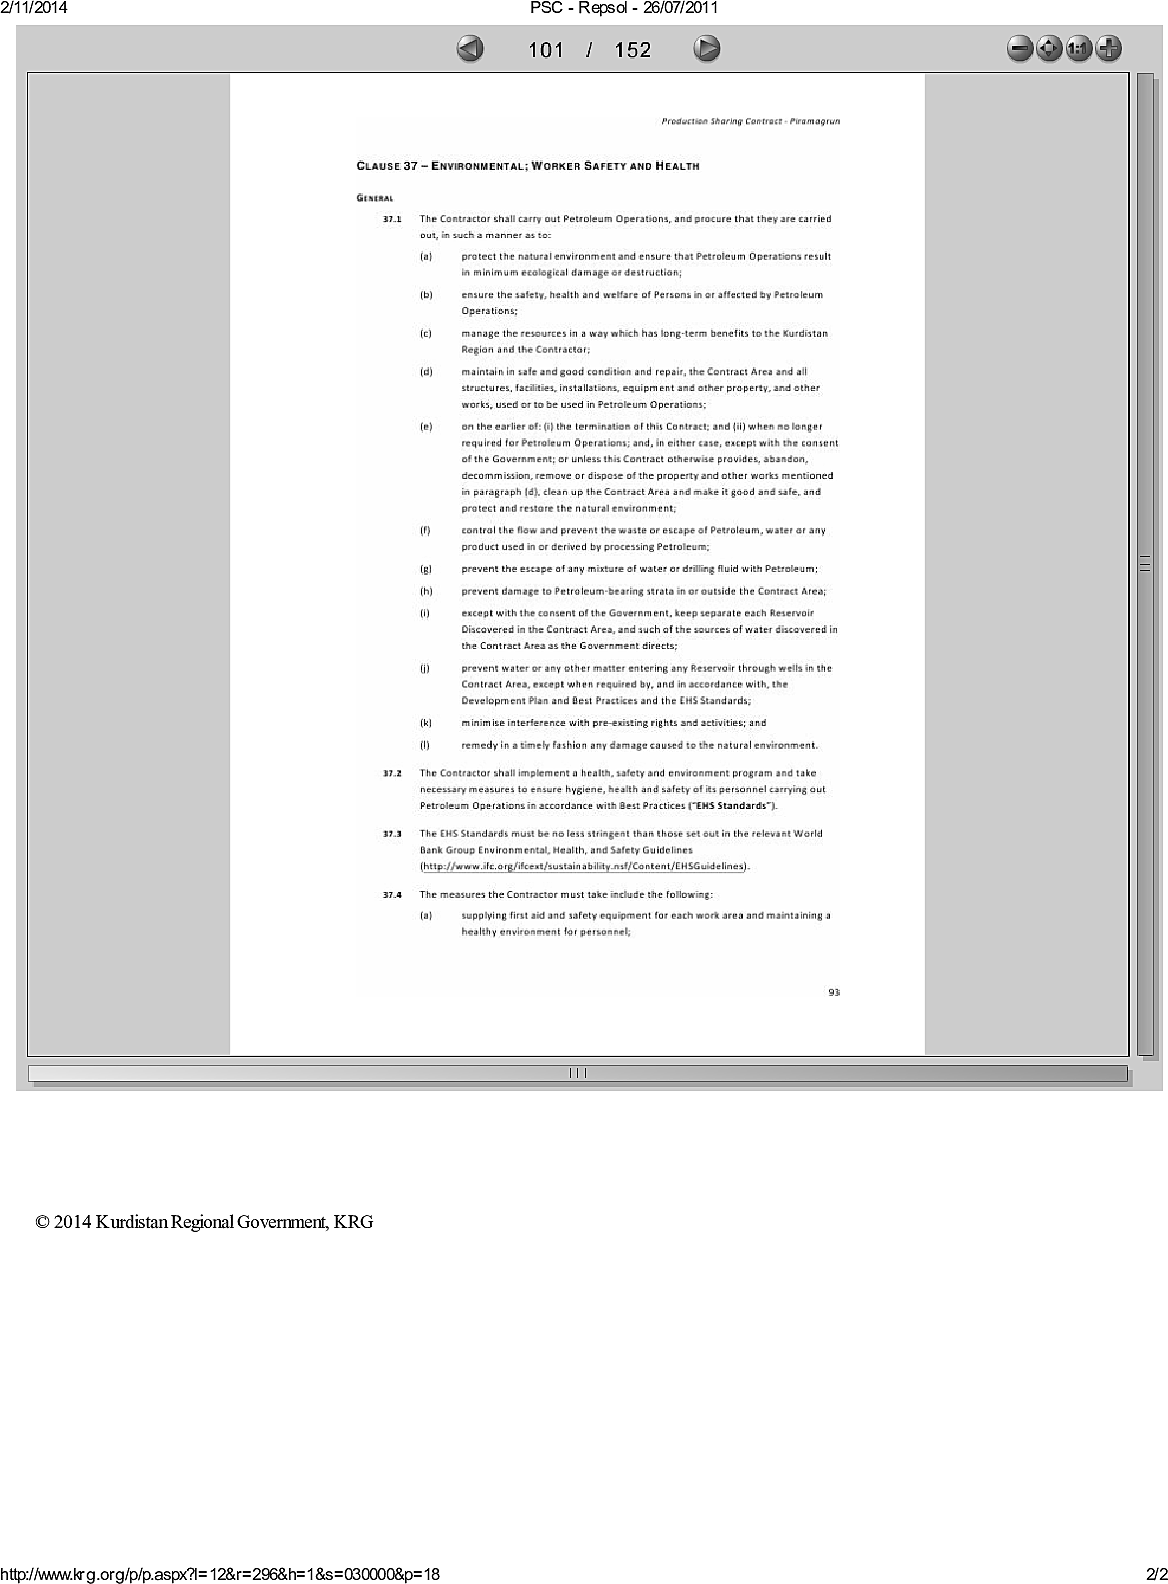 2/11/2014 PSC - Repsol - 26/07/2011
101 / 152
1:1
Production Sharing Contract - Piramagrun
CLAUSE 37 – ENVIRONMENTAL; WORKER SAFETY AND HEALTH
GENERAL
37.1 The Contractor shall carry out Petroleum Operations, and procure that they are carried
out, in such a manner as to:
(a) protect the natural environment and ensure that Petroleum Operations result
in minimum ecological damage or destruction;
(b) ensure the safety, health and welfare of Persons in or affected by Petroleum
Operations;
(c) manage the resources in a way which has long-term benefits to the Kurdistan
Region and the Contractor;
(d) maintain in safe and good condition and repair, the Contract Area and all
structures, facilities, installations, equipment and other property, and other
works, used or to be used in Petroleum Operations;
(e) on the earlier of: (i) the termination of this Contract; and (ii) when no longer
required for Petroleum Operations; and, in either case, except with the consent
of the Government; or unless this Contract otherwise provides, abandon,
decommission, remove or dispose of the property and other works mentioned
in paragraph (d), clean up the Contract Area and make it good and safe, and
protect and restore the natural environment;
(f) control the flow and prevent the waste or escape of Petroleum, water or any
product used in or derived by processing Petroleum;
(g) prevent the escape of any mixture of water or drilling fluid with Petroleum;
(h) prevent damage to Petroleum-bearing strata in or outside the Contract Area;
(i) except with the consent of the Government, keep separate each Reservoir
Discovered in the Contract Area, and such of the sources of water discovered in
the Contract Area as the Government directs;
(j) prevent water or any other matter entering any Reservoir through wells in the
Contract Area, except when required by, and in accordance with, the
Development Plan and Best Practices and the EHS Standards;
(k) minimise interference with pre-existing rights and activities; and
(l) remedy in a timely fashion any damage caused to the natural environment.
37.2 The Contractor shall implement a health, safety and environment program and take
necessary measures to ensure hygiene, health and safety of its personnel carrying out
Petroleum Operations in accordance with Best Practices ("EHS Standards").
37.3 The EHS Standards must be no less stringent than those set out in the relevant World
Bank Group Environmental, Health, and Safety Guidelines
(http://www.ifc.org/ifcext/sustainability.nsf/Content/EHSGuidelines).
37.4 The measures the Contractor must take include the following:
(a) supplying first aid and safety equipment for each work area and maintaining a
healthy environment for personnel;
93
© 2014 Kurdistan Regional Government, KRG
http://www.krg.org/p/p.aspx?l=12&r=296&h=1&s=030000&p=18 2/2